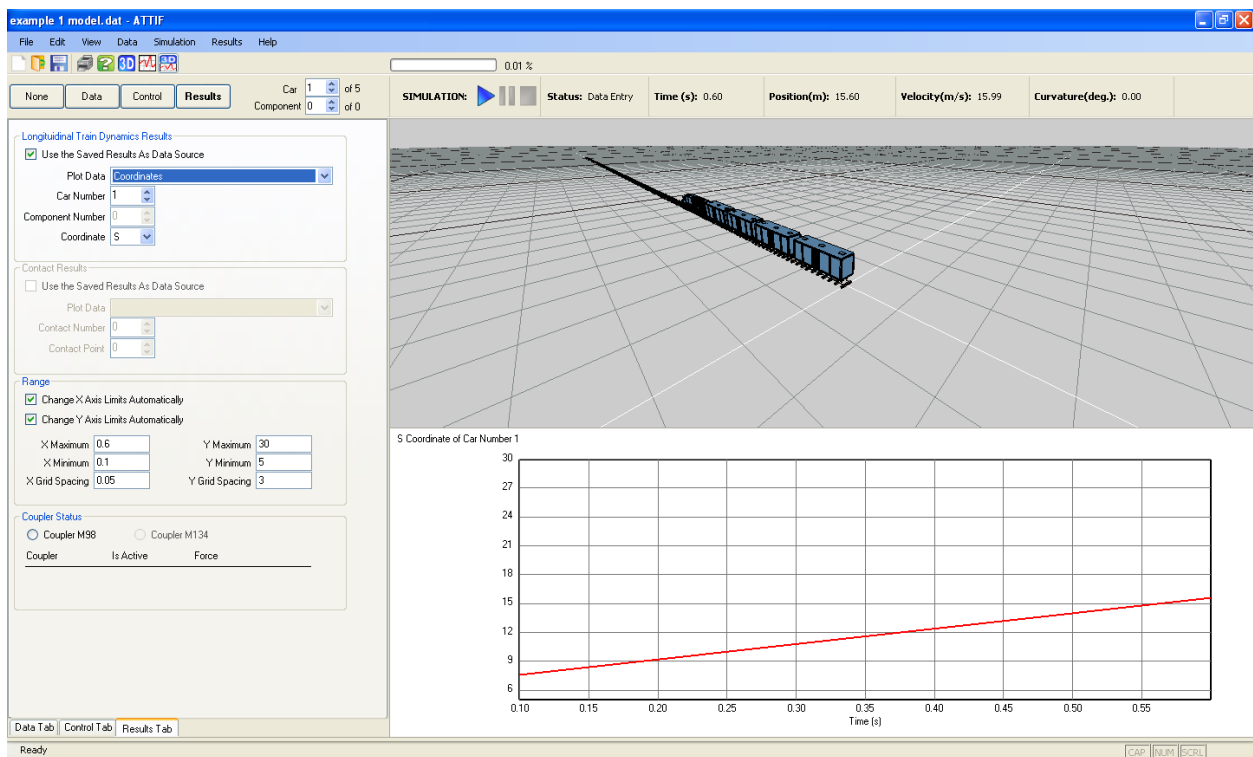 example 1 model.dat - ATTIF
File Edit View Data Simulation Results Help
3D 3D
0.01 %
None Data Control Results
Car 1 of 5
Component 0 of 0
SIMULATION: Status: Data Entry Time (s): 0.60 Position(m): 15.60 Velocity(m/s): 15.99 Curvature(deg.): 0.00
Longituidinal Train Dynamics Results
Use the Saved Results As Data Source
Plot Data Coordinates
Car Number 1
Component Number 0
Coordinate S
Contact Results
Use the Saved Results As Data Source
Plot Data
Contact Number 0
Contact Point 0
Range
Change X Axis Limits Automatically
Change Y Axis Limits Automatically
X Maximum 0.6 Y Maximum 30
X Minimum 0.1 Y Minimum 5
X Grid Spacing 0.05 Y Grid Spacing 3
Coupler Status
Coupler M98 Coupler M134
Coupler Is Active Force
S Coordinate of Car Number 1
30
27
24
21
18
15
12
9
6
0.10 0.15 0.20 0.25 0.30 0.35 0.40 0.45 0.50 0.55
Time (s)
Data Tab Control Tab Results Tab
Ready
CAP NUM SCRL